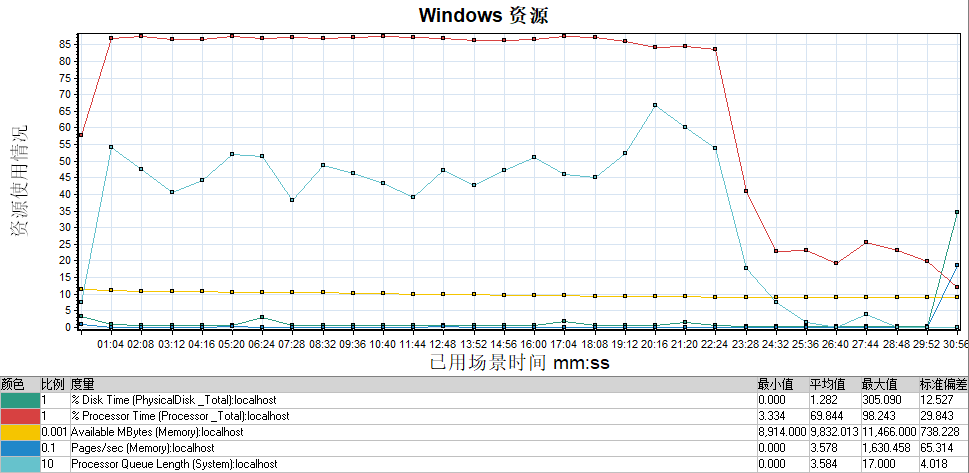 Windows 资源
85
80
75
70
65
60
55
50
45
40
35
30
25
20
15
10
5
0
资源使用情况
01:04 02:08 03:12 04:16 05:20 06:24 07:28 08:32 09:36 10:40 11:44 12:48 13:52 14:56 16:00 17:04 18:08 19:12 20:16 21:20 22:24 23:28 24:32 25:36 26:40 27:44 28:48 29:52 30:56
已用场景时间 mm:ss
颜色 比例 度量 最小值 平均值 最大值 标准偏差
1 % Disk Time (PhysicalDisk _Total):localhost 0.000 1.282 305.090 12.527
1 % Processor Time (Processor _Total):localhost 3.334 69.844 98.243 29.843
0.001 Available MBytes (Memory):localhost 8,914.000 9,832.013 11,466.000 738.228
0.1 Pages/sec (Memory):localhost 0.000 3.578 1,630.458 65.314
10 Processor Queue Length (System):localhost 0.000 3.584 17.000 4.018